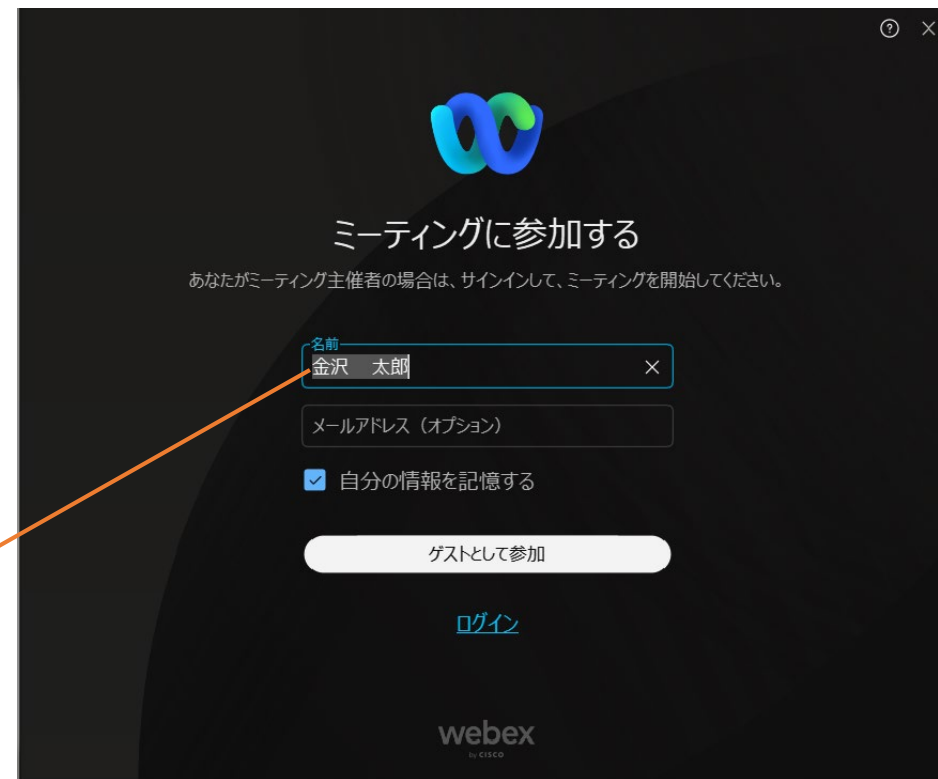 ミーティングに参加する
あなたがミーティング主催者の場合は、サインインして、ミーティングを開始してください。
名前
金沢　太郎
メールアドレス（オプション）
自分の情報を記憶する
ゲストとして参加
ログイン
webex
by CISCO